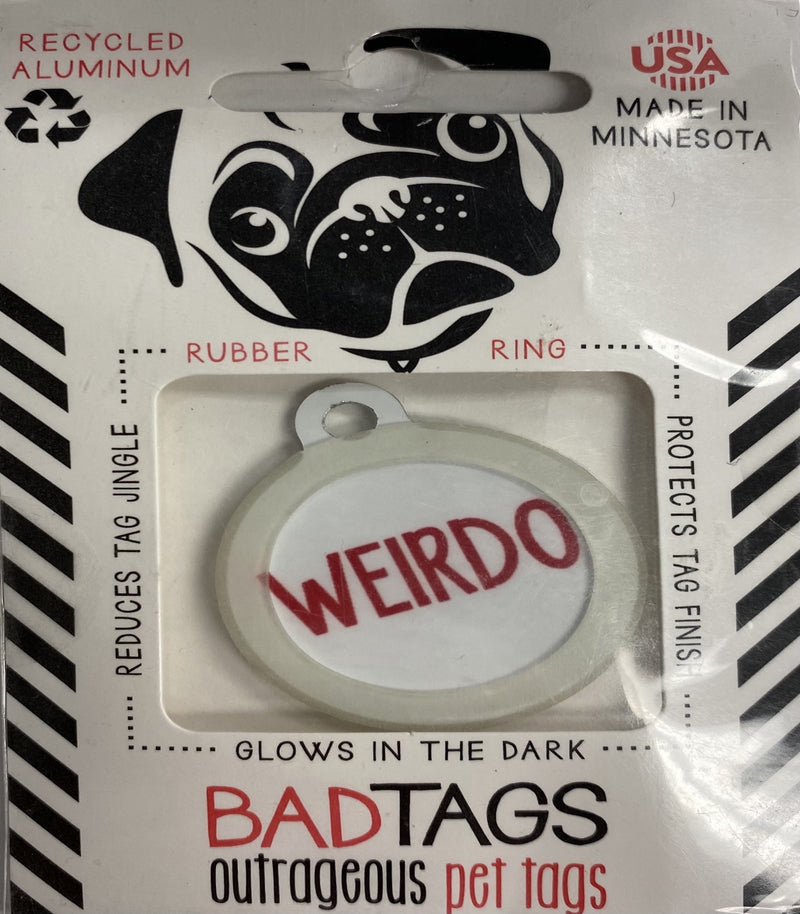 RECYCLED
ALUMINUM
USA
MADE IN
MINNESOTA
RUBBER RING
REDUCES TAG JINGLE
PROTECTS TAG FINISH
WEIRDO
GLOWS IN THE DARK
BADTAGS
outrageous pet tags